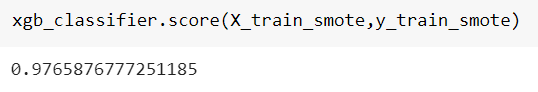 xgb_classifier.score(X_train_smote,y_train_smote)
0.9765876777251185